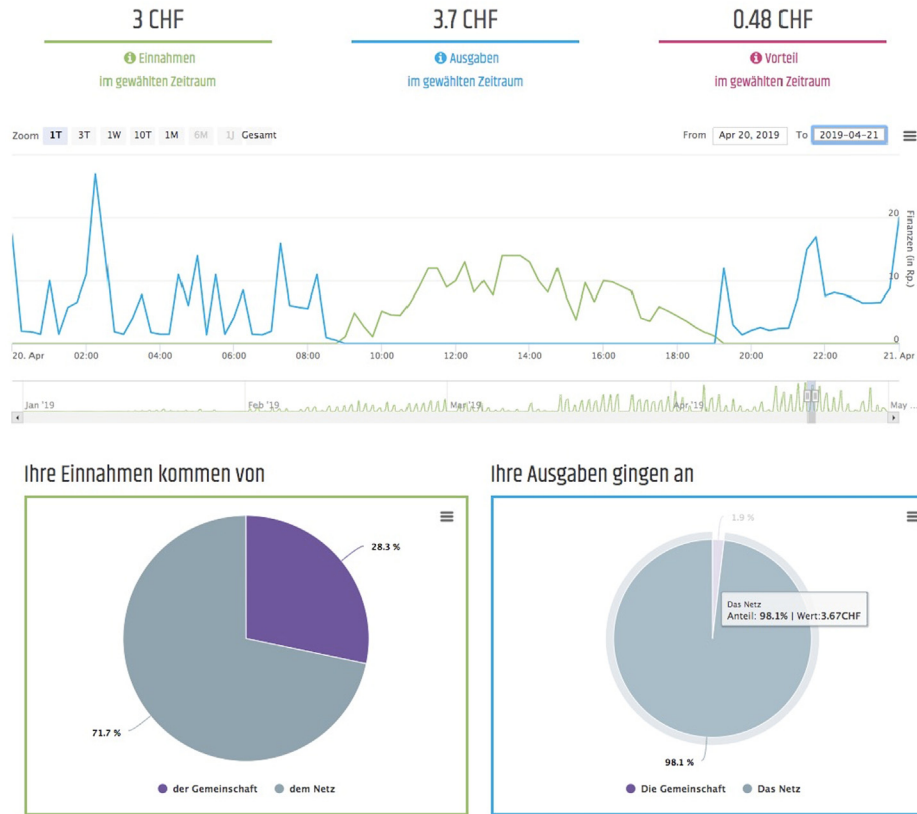 3 CHF
Einnahmen
im gewählten Zeitraum
3.7 CHF
Ausgaben
im gewählten Zeitraum
0.48 CHF
Vorteil
im gewählten Zeitraum
Zoom 1T 3T 1W 10T 1M 6M 1J Gesamt
From Apr 20, 2019 To 2019-04-21
20
10
0
Finanzen (in Rp.)
20. Apr 02:00 04:00 06:00 08:00 10:00 12:00 14:00 16:00 18:00 20:00 22:00 21. Apr
Jan '19 Feb '19 Mar '19 Apr '19 May ...
Ihre Einnahmen kommen von
28.3 %
71.7 %
der Gemeinschaft dem Netz
Ihre Ausgaben gingen an
1.9 %
Das Netz
Anteil: 98.1% | Wert:3.67CHF
98.1 %
Die Gemeinschaft Das Netz